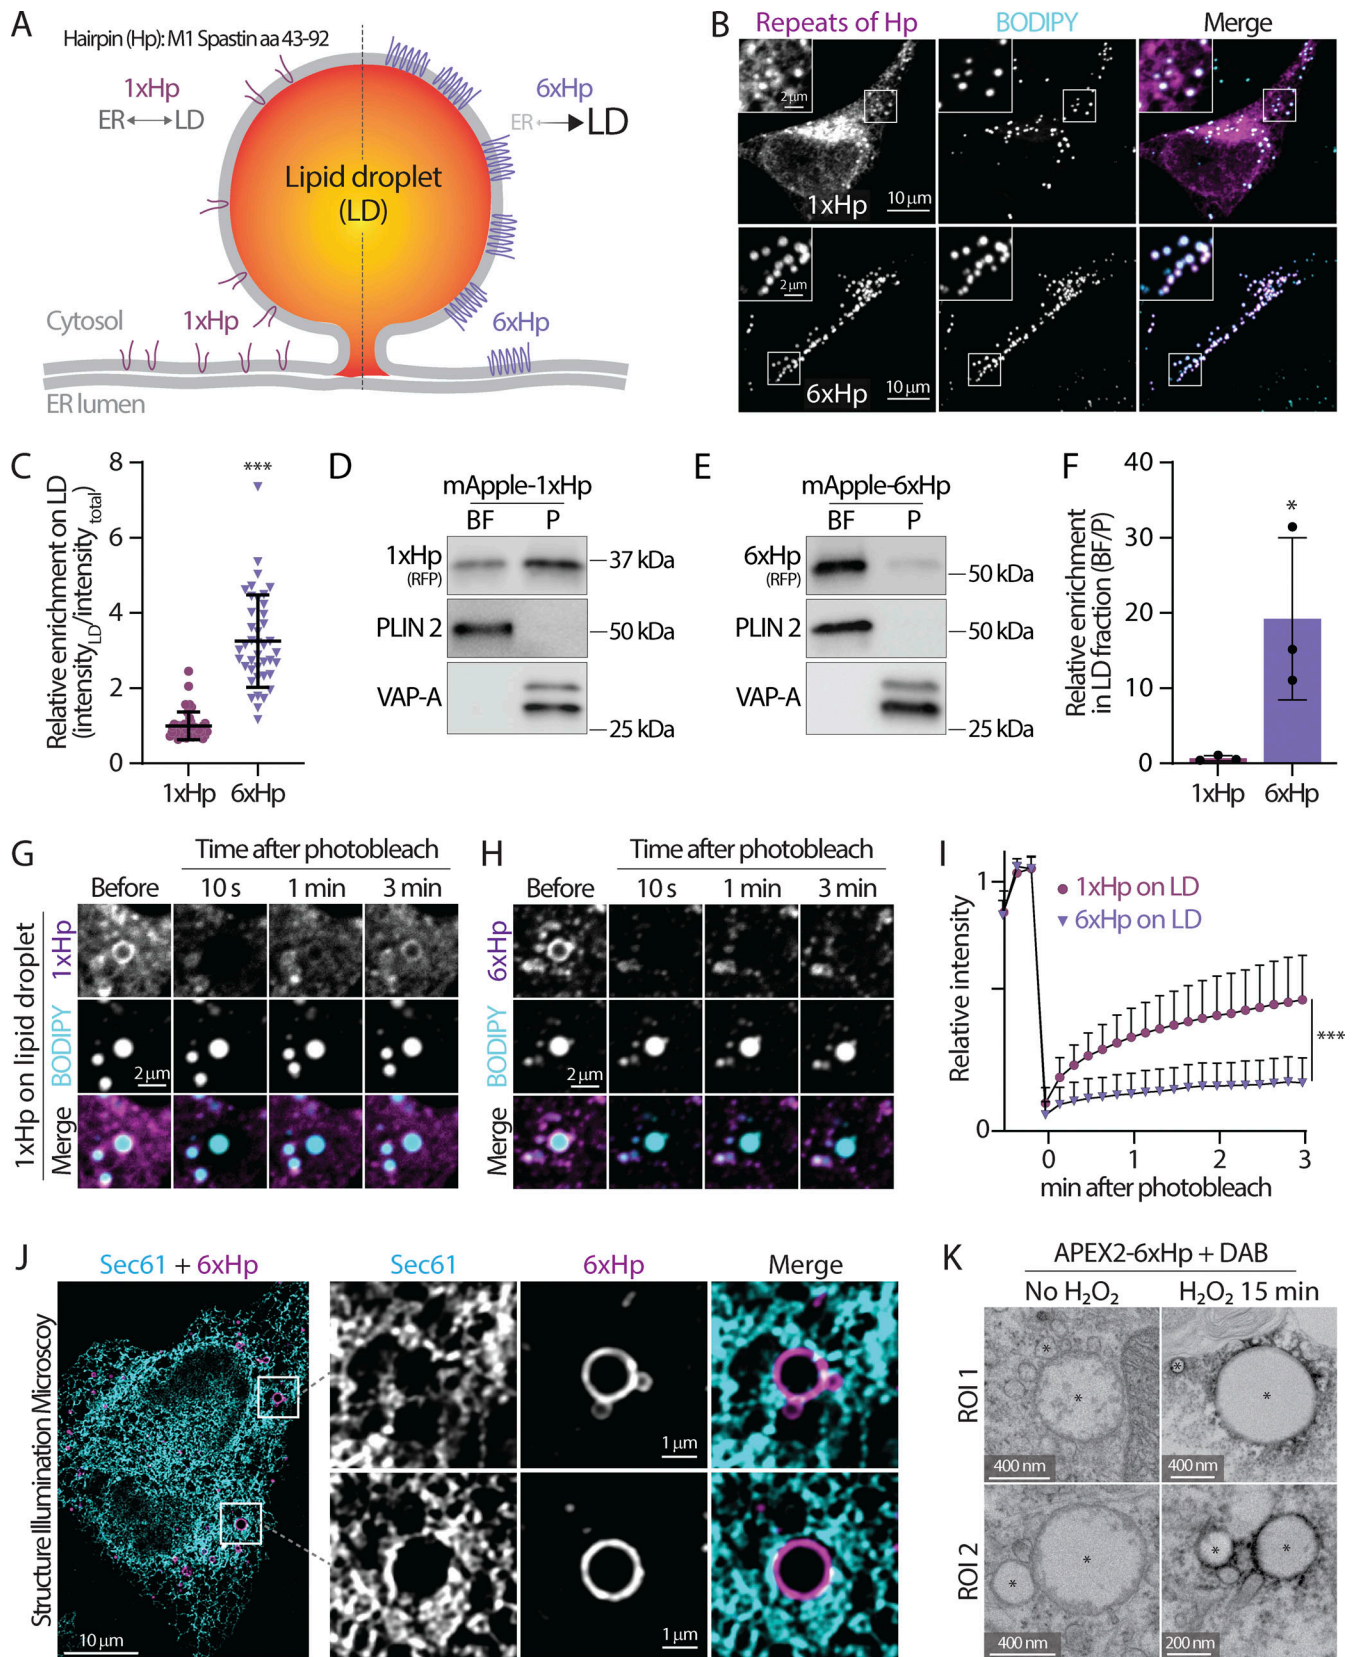 A
Hairpin (Hp): M1 Spastin aa 43-92
1xHp
ER LD
6xHp
ER LD
Lipid droplet
(LD)
Cytosol
1xHp
6xHp
ER lumen
B
Repeats of Hp BODIPY Merge
2 μm
1xHp 10 μm 10 μm 10 μm
2 μm
6xHp 10 μm 10 μm 10 μm
C
Relative enrichment on LD
(intensityLD/intensitytotal)
8
6
4
2
0
***
1xHp 6xHp
D
mApple-1xHp
BF P
1xHp
(RFP)
37 kDa
PLIN 2
50 kDa
VAP-A
25 kDa
E
mApple-6xHp
BF P
6xHp
(RFP)
50 kDa
PLIN 2
50 kDa
VAP-A
25 kDa
F
Relative enrichment
in LD fraction (BF/P)
40
30
20
10
0
*
1xHp 6xHp
G
Time after photobleach
Before 10 s 1 min 3 min
1xHp on lipid droplet
1xHp
BODIPY
2 μm
Merge
H
Time after photobleach
Before 10 s 1 min 3 min
6xHp
BODIPY
2 μm
Merge
I
Relative intensity
1
0
1xHp on LD
6xHp on LD
***
0 1 2 3
min after photobleach
J
Structure Illumination Microscoy
Sec61 + 6xHp Sec61 6xHp Merge
1 μm
10 μm
1 μm
K
APEX2-6xHp + DAB
No H₂O₂ H₂O₂ 15 min
ROI 1
* * * *
400 nm 400 nm
ROI 2
* * * *
400 nm 200 nm